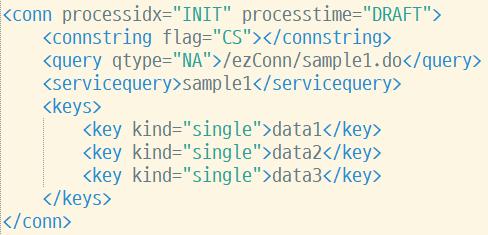 <conn processidx="INIT" processtime="DRAFT">
    <connstring flag="CS"></connstring>
    <query qtype="NA">/ezConn/sample1.do</query>
    <servicequery>sample1</servicequery>
    <keys>
        <key kind="single">data1</key>
        <key kind="single">data2</key>
        <key kind="single">data3</key>
    </keys>
</conn>